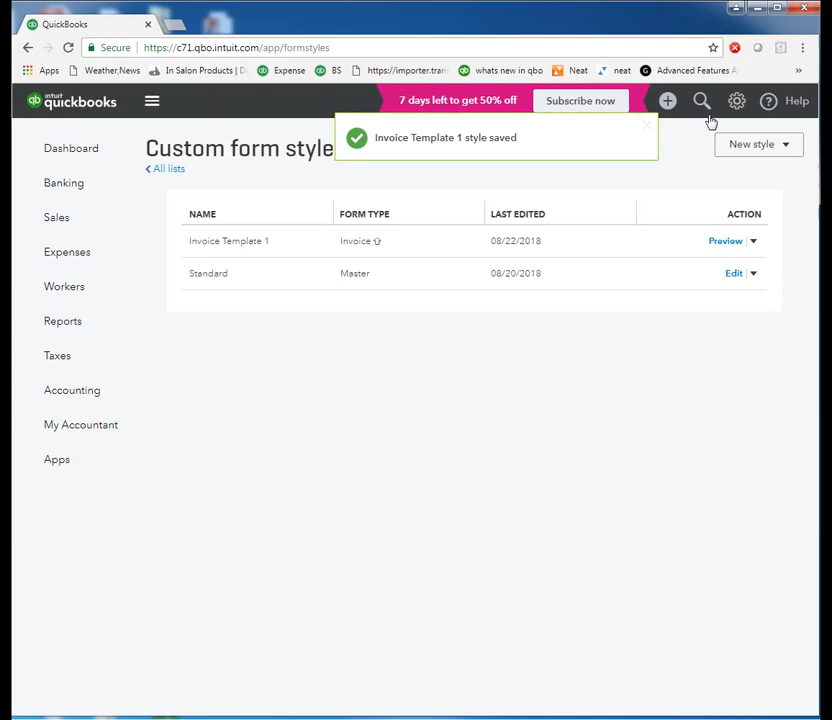 QuickBooks
Secure https://c71.qbo.intuit.com/app/formstyles
Apps Weather,News In Salon Products | D Expense BS https://importer.tran whats new in qbo Neat neat Advanced Features A »
intuit quickbooks 7 days left to get 50% off Subscribe now Help
Invoice Template 1 style saved
Custom form style
New style
All lists
Dashboard
Banking
Sales
Expenses
Workers
Reports
Taxes
Accounting
My Accountant
Apps
NAME FORM TYPE LAST EDITED ACTION
Invoice Template 1 Invoice 08/22/2018 Preview
Standard Master 08/20/2018 Edit